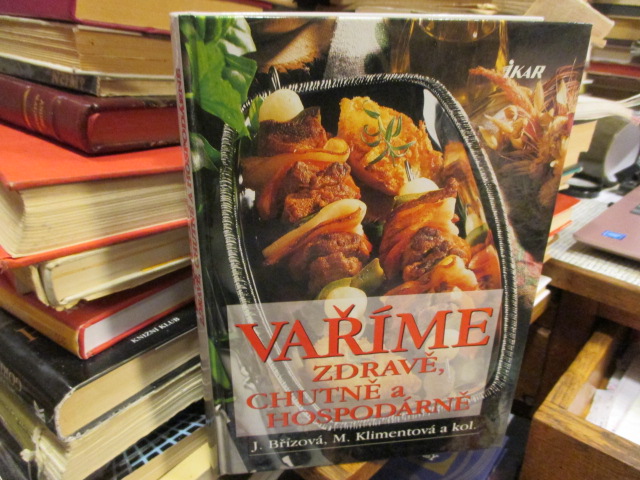 IKAR
VAŘÍME
ZDRAVĚ,
CHUTNĚ a
HOSPODÁRNĚ
J. Břízová, M. Klimentová a kol.
KNIŽNÍ KLUB